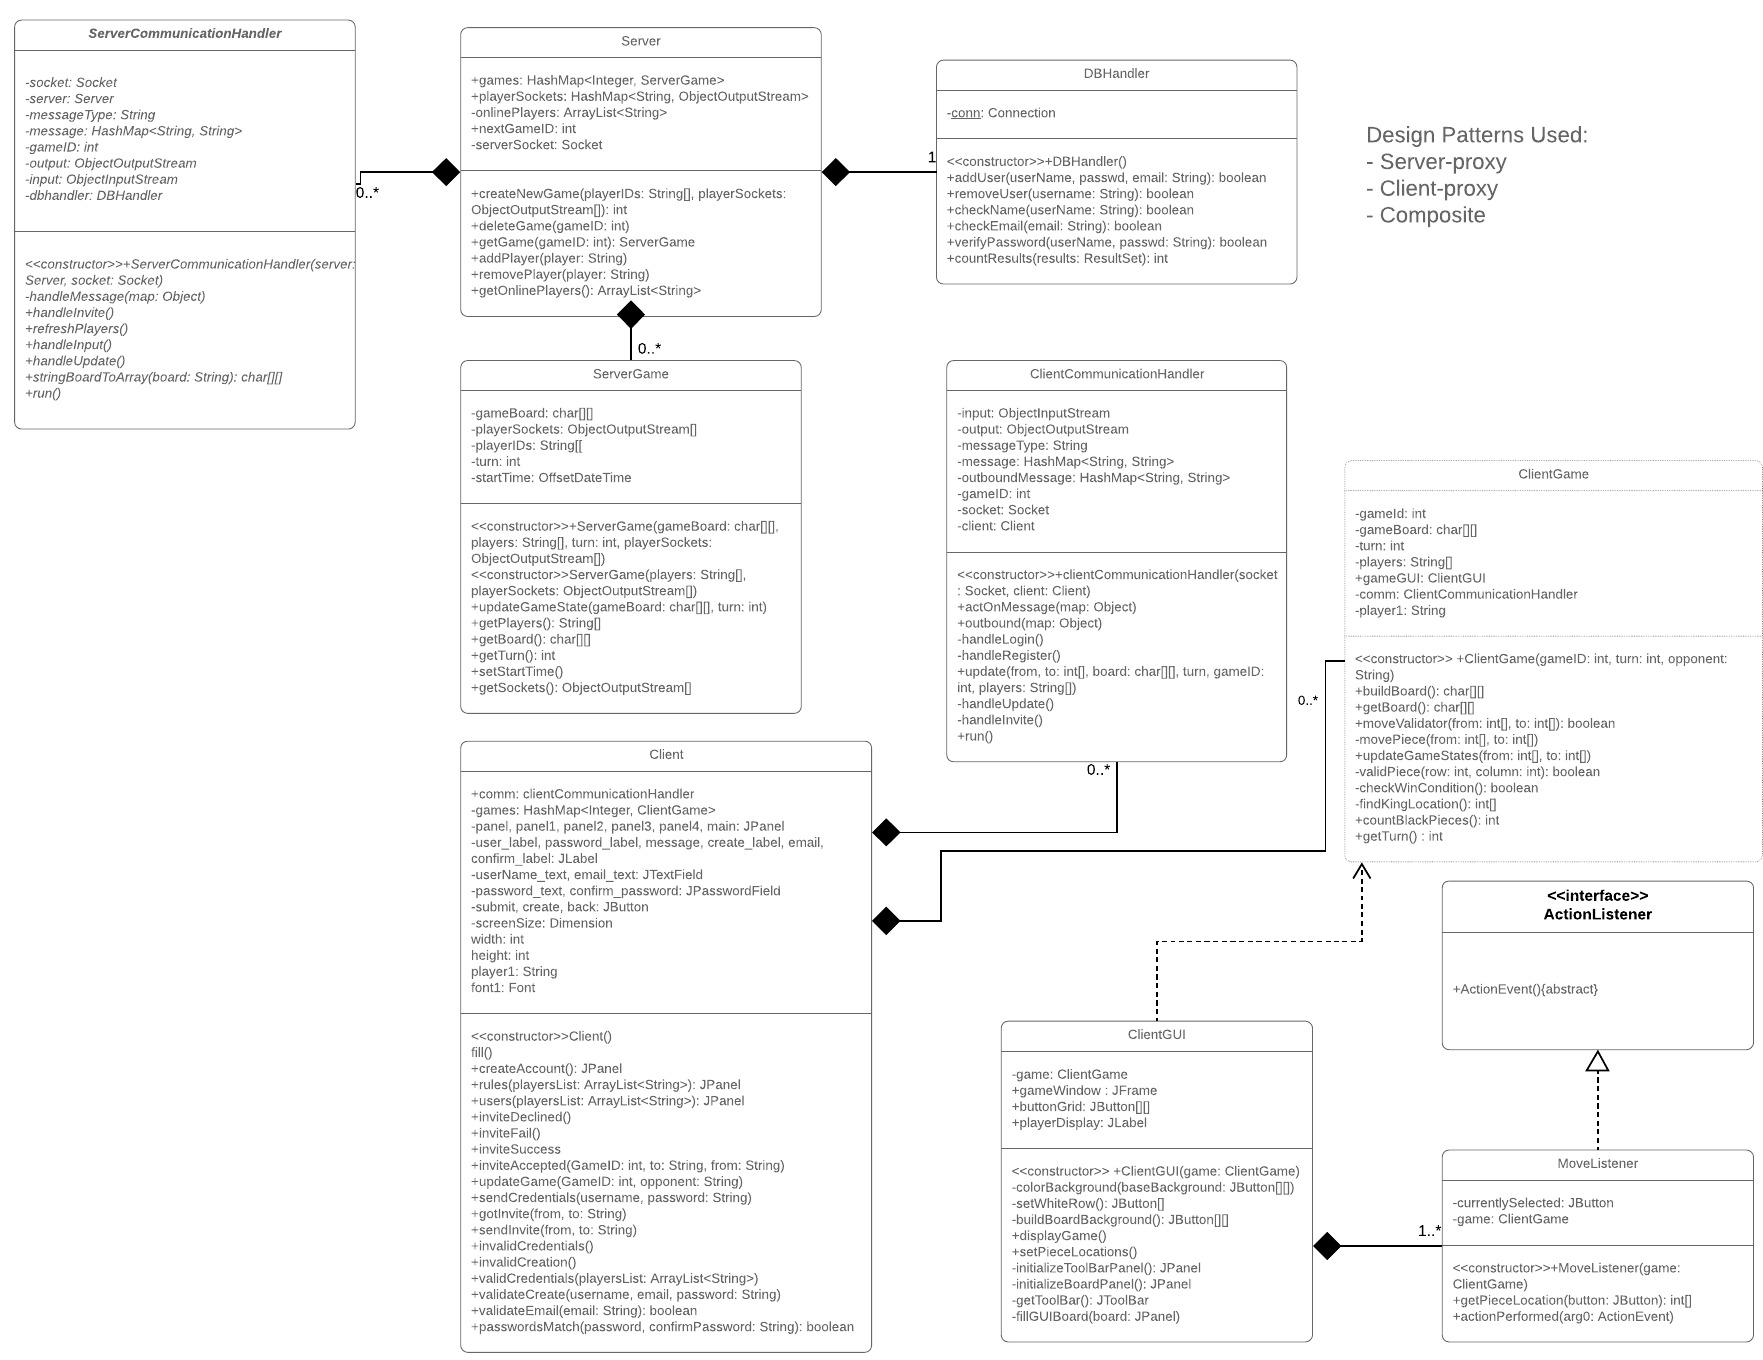 ServerCommunicationHandler
-socket: Socket
-server: Server
-messageType: String
-message: HashMap<String, String>
-gameID: int
-output: ObjectOutputStream
-input: ObjectInputStream
-dbhandler: DBHandler
<<constructor>>+ServerCommunicationHandler(server:
Server, socket: Socket)
-handleMessage(map: Object)
+handleInvite()
+refreshPlayers()
+handleInput()
+handleUpdate()
+stringBoardToArray(board: String): char[][]
+run()
0..*
Server
+games: HashMap<Integer, ServerGame>
+playerSockets: HashMap<String, ObjectOutputStream>
-onlinePlayers: ArrayList<String>
+nextGameID: int
-serverSocket: Socket
+createNewGame(playerIDs: String[], playerSockets:
ObjectOutputStream[]): int
+deleteGame(gameID: int)
+getGame(gameID: int): ServerGame
+addPlayer(player: String)
+removePlayer(player: String)
+getOnlinePlayers(): ArrayList<String>
1
DBHandler
-conn: Connection
<<constructor>>+DBHandler()
+addUser(userName, passwd, email: String): boolean
+removeUser(username: String): boolean
+checkName(userName: String): boolean
+checkEmail(email: String): boolean
+verifyPassword(userName, passwd: String): boolean
+countResults(results: ResultSet): int
Design Patterns Used:
- Server-proxy
- Client-proxy
- Composite
0..*
ServerGame
-gameBoard: char[][]
-playerSockets: ObjectOutputStream[]
-playerIDs: String[[
-turn: int
-startTime: OffsetDateTime
<<constructor>>+ServerGame(gameBoard: char[][],
players: String[], turn: int, playerSockets:
ObjectOutputStream[])
<<constructor>>ServerGame(players: String[],
playerSockets: ObjectOutputStream[])
+updateGameState(gameBoard: char[][], turn: int)
+getPlayers(): String[]
+getBoard(): char[][]
+getTurn(): int
+setStartTime()
+getSockets(): ObjectOutputStream[]
ClientCommunicationHandler
-input: ObjectInputStream
-output: ObjectOutputStream
-messageType: String
-message: HashMap<String, String>
-outboundMessage: HashMap<String, String>
-gameID: int
-socket: Socket
-client: Client
<<constructor>>+clientCommunicationHandler(socket
: Socket, client: Client)
+actOnMessage(map: Object)
+outbound(map: Object)
-handleLogin()
-handleRegister()
+update(from, to: int[], board: char[][], turn, gameID:
int, players: String[])
-handleUpdate()
-handleInvite()
+run()
0..*
ClientGame
-gameId: int
-gameBoard: char[][]
-turn: int
-players: String[]
+gameGUI: ClientGUI
-comm: ClientCommunicationHandler
-player1: String
<<constructor>> +ClientGame(gameID: int, turn: int, opponent:
String)
+buildBoard(): char[][]
+getBoard(): char[][]
+moveValidator(from: int[], to: int[]): boolean
-movePiece(from: int[], to: int[])
+updateGameStates(from: int[], to: int[])
-validPiece(row: int, column: int): boolean
-checkWinCondition(): boolean
-findKingLocation(): int[]
+countBlackPieces(): int
+getTurn() : int
0..*
Client
+comm: clientCommunicationHandler
-games: HashMap<Integer, ClientGame>
-panel, panel1, panel2, panel3, panel4, main: JPanel
-user_label, password_label, message, create_label, email,
confirm_label: JLabel
-userName_text, email_text: JTextField
-password_text, confirm_password: JPasswordField
-submit, create, back: JButton
-screenSize: Dimension
width: int
height: int
player1: String
font1: Font
<<constructor>>Client()
fill()
+createAccount(): JPanel
+rules(playersList: ArrayList<String>): JPanel
+users(playersList: ArrayList<String>): JPanel
+inviteDeclined()
+inviteFail()
+inviteSuccess
+inviteAccepted(GameID: int, to: String, from: String)
+updateGame(GameID: int, opponent: String)
+sendCredentials(username, password: String)
+gotInvite(from, to: String)
+sendInvite(from, to: String)
+invalidCredentials()
+invalidCreation()
+validCredentials(playersList: ArrayList<String>)
+validateCreate(username, email, password: String)
+validateEmail(email: String): boolean
+passwordsMatch(password, confirmPassword: String): boolean
<<interface>>
ActionListener
+ActionEvent(){abstract}
ClientGUI
-game: ClientGame
+gameWindow : JFrame
+buttonGrid: JButton[][]
+playerDisplay: JLabel
<<constructor>> +ClientGUI(game: ClientGame)
-colorBackground(baseBackground: JButton[][])
-setWhiteRow(): JButton[]
-buildBoardBackground(): JButton[][]
+displayGame()
+setPieceLocations()
-initializeToolBarPanel(): JPanel
-initializeBoardPanel(): JPanel
-getToolBar(): JToolBar
-fillGUIBoard(board: JPanel)
1..*
MoveListener
-currentlySelected: JButton
-game: ClientGame
<<constructor>>+MoveListener(game:
ClientGame)
+getPieceLocation(button: JButton): int[]
+actionPerformed(arg0: ActionEvent)